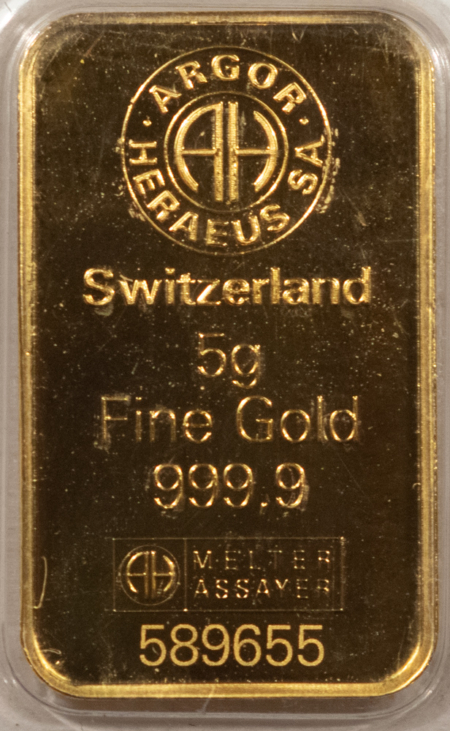 · ARGOR ·
HERAEUS SA
AH
Switzerland
5g
Fine Gold
999.9
AH MELTER
ASSAYER
589655